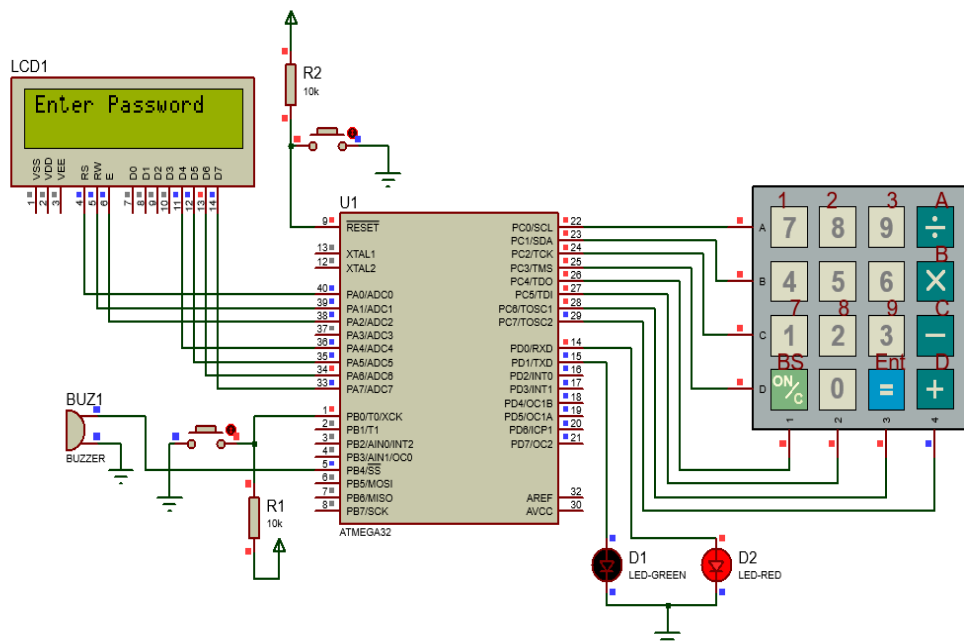 LCD1
Enter Password
VSS
VDD
VEE
RS
RW
E
D0
D1
D2
D3
D4
D5
D6
D7
1
2
3
4
5
6
7
8
9
10
11
12
13
14
R2
10k
U1
9 RESET PC0/SCL 22
PC1/SDA 23
13 XTAL1 PC2/TCK 24
12 XTAL2 PC3/TMS 25
PC4/TDO 26
40 PA0/ADC0 PC5/TDI 27
39 PA1/ADC1 PC6/TOSC1 28
38 PA2/ADC2 PC7/TOSC2 29
37 PA3/ADC3
36 PA4/ADC4 PD0/RXD 14
35 PA5/ADC5 PD1/TXD 15
34 PA6/ADC6 PD2/INT0 16
33 PA7/ADC7 PD3/INT1 17
PD4/OC1B 18
1 PB0/T0/XCK PD5/OC1A 19
2 PB1/T1 PD6/ICP1 20
3 PB2/AIN0/INT2 PD7/OC2 21
4 PB3/AIN1/OC0
5 PB4/SS
6 PB5/MOSI
7 PB6/MISO AREF 32
8 PB7/SCK AVCC 30
ATMEGA32
BUZ1
BUZZER
R1
10k
D1
LED-GREEN
D2
LED-RED
1 2 3 A
A 7 8 9 ÷
B
B 4 5 6 ×
7 8 9 C
C 1 2 3 −
BS Ent D
D ON/C 0 = +
1 2 3 4